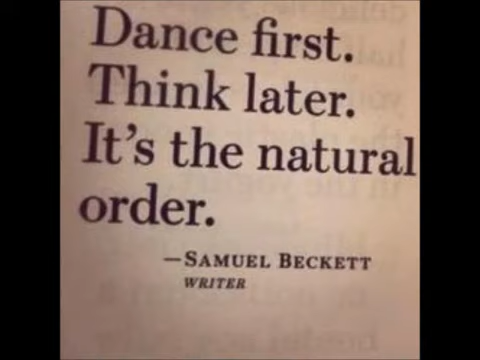 Dance first.
Think later.
It's the natural
order.
—SAMUEL BECKETT
WRITER